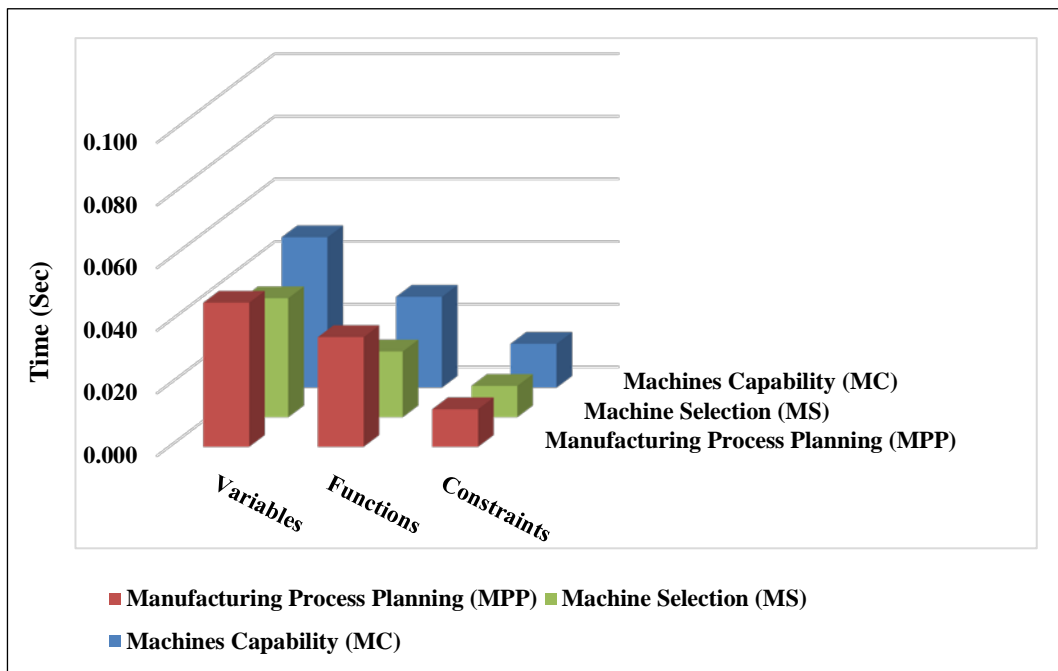 0.100
0.080
0.060
0.040
0.020
0.000
Time (Sec)
Variables
Functions
Constraints
Machines Capability (MC)
Machine Selection (MS)
Manufacturing Process Planning (MPP)
Manufacturing Process Planning (MPP) Machine Selection (MS)
Machines Capability (MC)